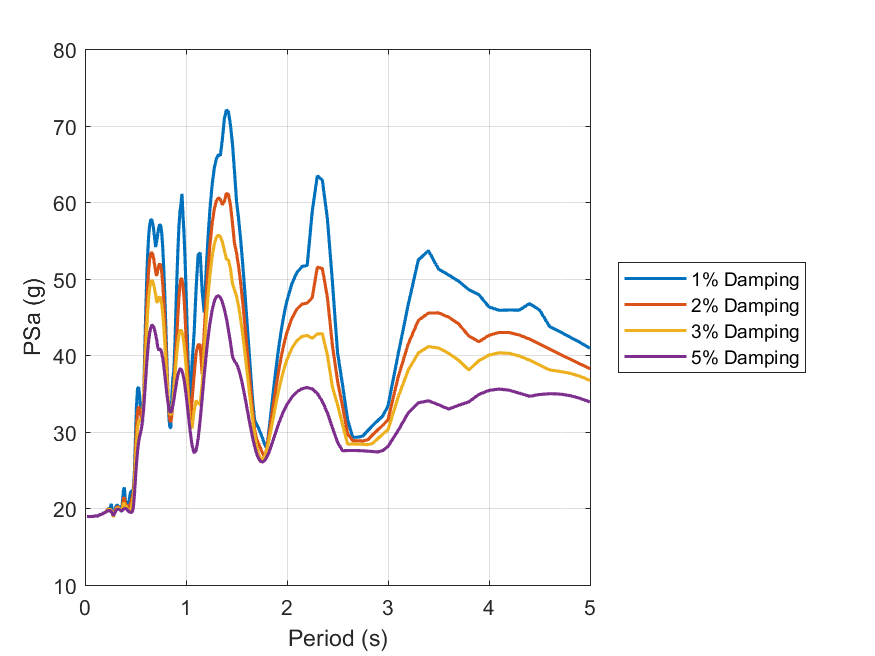 80
70
60
50
40
30
20
10
PSa (g)
0 1 2 3 4 5
Period (s)
1% Damping
2% Damping
3% Damping
5% Damping